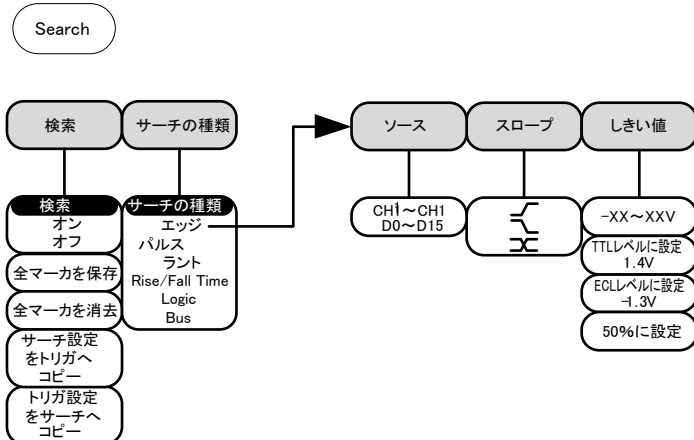 Search
検索
サーチの種類
ソース
スロープ
しきい値
検索
オン
オフ
全マーカを保存
全マーカを消去
サーチ設定
をトリガへ
コピー
トリガ設定
をサーチへ
コピー
サーチの種類
エッジ
パルス
ラント
Rise/Fall Time
Logic
Bus
CH1～CH1
D0～D15
-XX～XXV
TTLレベルに設定
1.4V
ECLレベルに設定
-1.3V
50%に設定